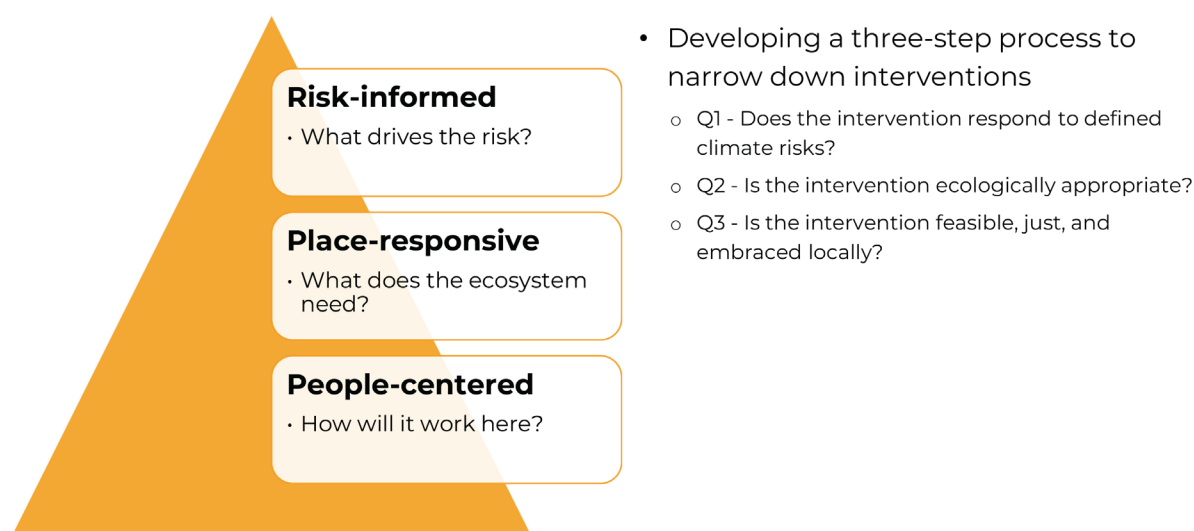 Risk-informed
• What drives the risk?
Place-responsive
• What does the ecosystem
need?
People-centered
• How will it work here?
• Developing a three-step process to
narrow down interventions
o Q1 - Does the intervention respond to defined
climate risks?
o Q2 - Is the intervention ecologically appropriate?
o Q3 - Is the intervention feasible, just, and
embraced locally?